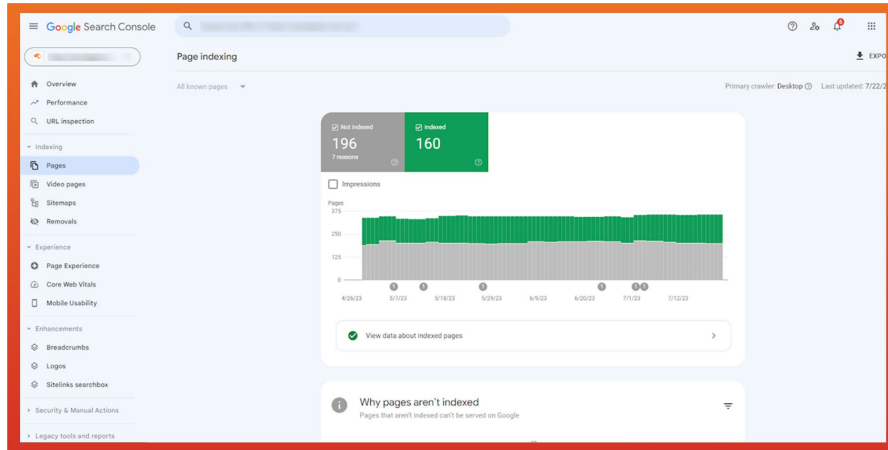 Google Search Console
Page indexing
EXPO
All known pages
Primary crawler: Desktop
Last updated: 7/22/2
Overview
Performance
URL inspection
Indexing
Pages
Video pages
Sitemaps
Removals
Experience
Page Experience
Core Web Vitals
Mobile Usability
Enhancements
Breadcrumbs
Logos
Sitelinks searchbox
Security & Manual Actions
Legacy tools and reports
Not indexed
196
7 reasons
Indexed
160
Impressions
Pages
375
250
125
0
1 1 1 1 1 1
4/26/23 5/7/23 5/18/23 5/29/23 6/9/23 6/20/23 7/1/23 7/12/23
View data about indexed pages
Why pages aren't indexed
Pages that aren't indexed can't be served on Google